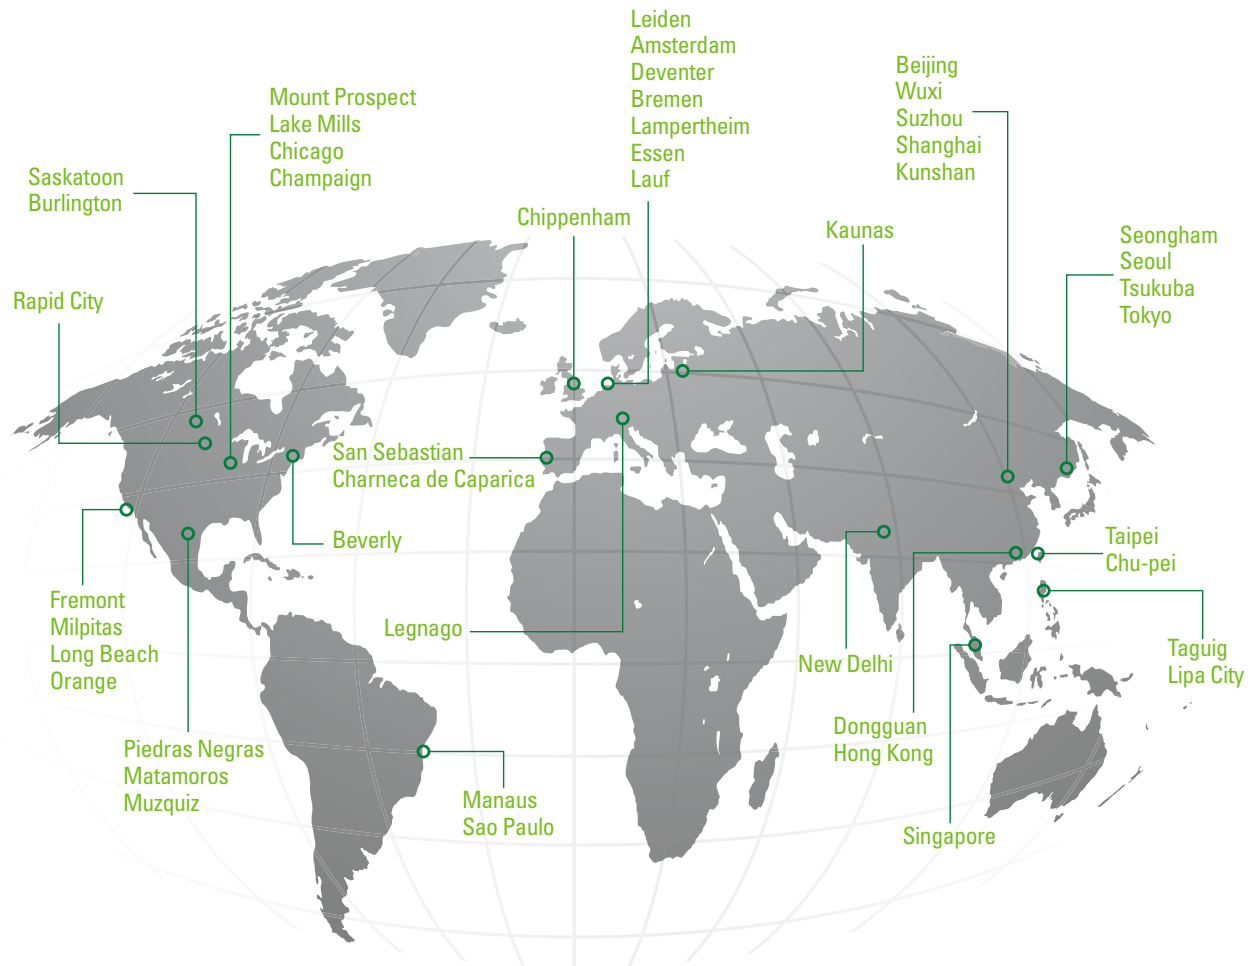 Leiden
Amsterdam
Deventer
Bremen
Lampertheim
Essen
Lauf
Beijing
Wuxi
Suzhou
Shanghai
Kunshan
Mount Prospect
Lake Mills
Chicago
Champaign
Saskatoon
Burlington
Chippenham
Kaunas
Seongham
Seoul
Tsukuba
Tokyo
Rapid City
San Sebastian
Charneca de Caparica
Beverly
Taipei
Chu-pei
Fremont
Milpitas
Long Beach
Orange
Legnago
New Delhi
Taguig
Lipa City
Dongguan
Hong Kong
Piedras Negras
Matamoros
Muzquiz
Manaus
Sao Paulo
Singapore